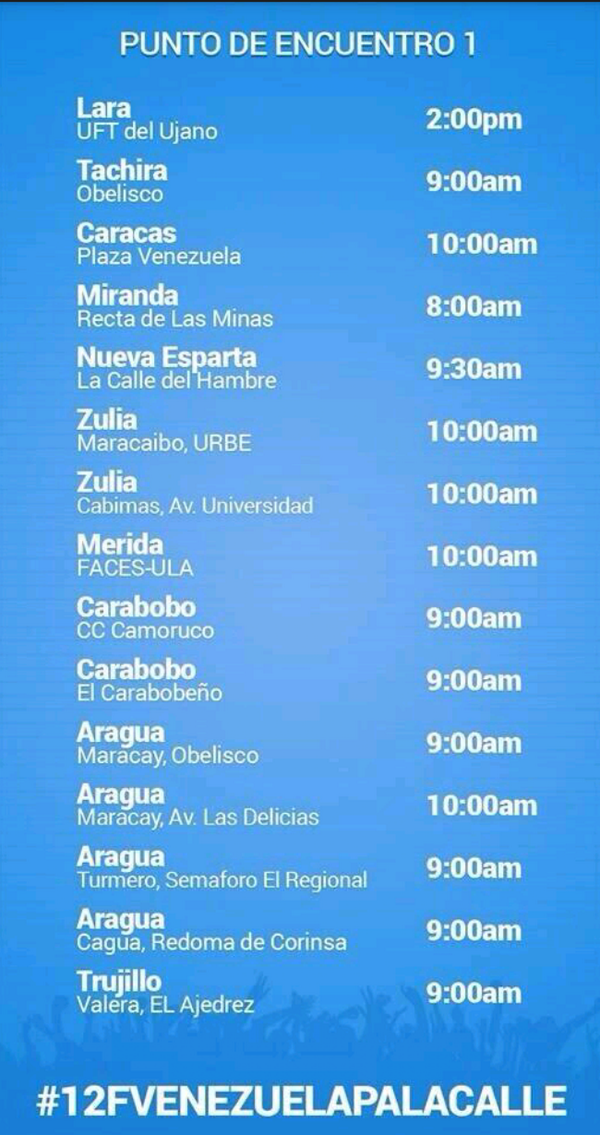 PUNTO DE ENCUENTRO 1
Lara
UFT del Ujano
2:00pm
Tachira
Obelisco
9:00am
Caracas
Plaza Venezuela
10:00am
Miranda
Recta de Las Minas
8:00am
Nueva Esparta
La Calle del Hambre
9:30am
Zulia
Maracaibo, URBE
10:00am
Zulia
Cabimas, Av. Universidad
10:00am
Merida
FACES-ULA
10:00am
Carabobo
CC Camoruco
9:00am
Carabobo
El Carabobeño
9:00am
Aragua
Maracay, Obelisco
9:00am
Aragua
Maracay, Av. Las Delicias
10:00am
Aragua
Turmero, Semaforo El Regional
9:00am
Aragua
Cagua, Redoma de Corinsa
9:00am
Trujillo
Valera, EL Ajedrez
9:00am
#12FVENEZUELAPALACALLE